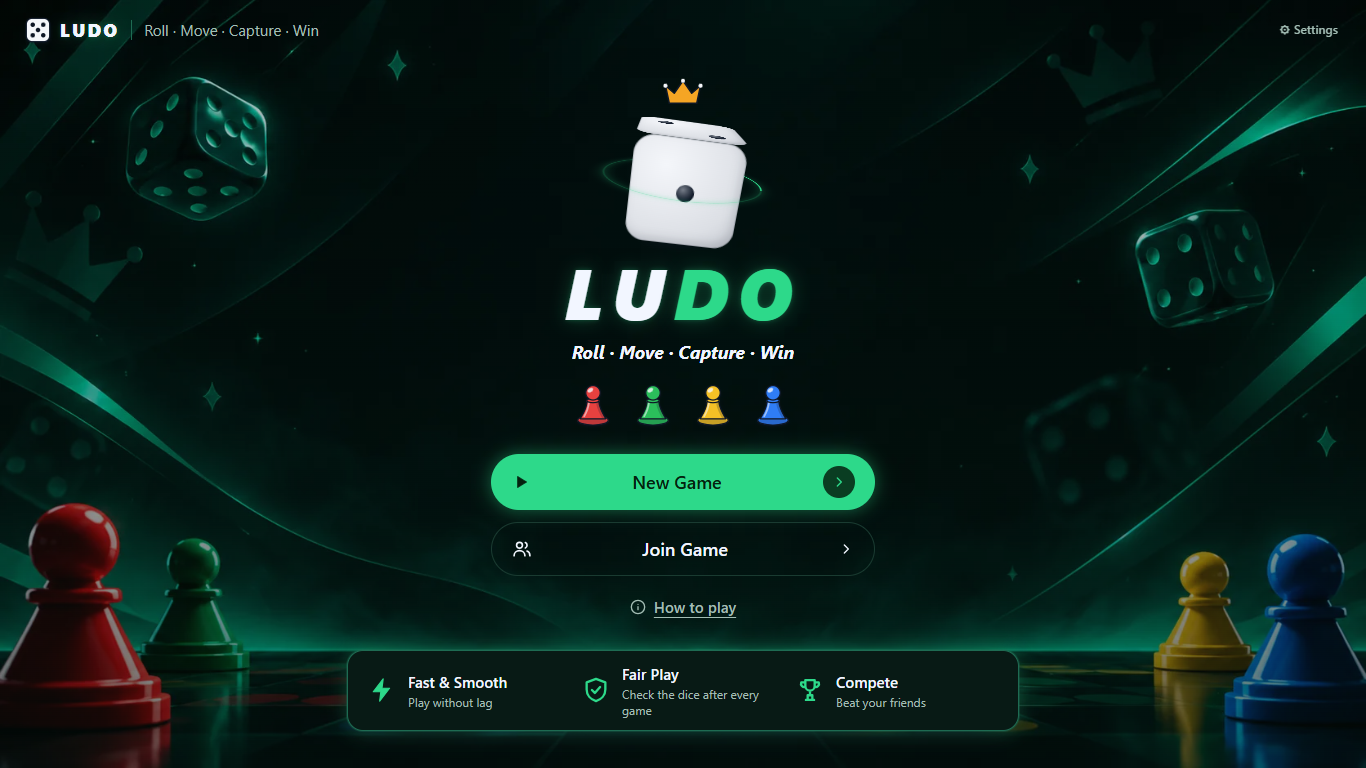 LUDO
Roll · Move · Capture · Win
Settings
LUDO
Roll · Move · Capture · Win
New Game
Join Game
How to play
Fast & Smooth
Play without lag
Fair Play
Check the dice after every
game
Compete
Beat your friends